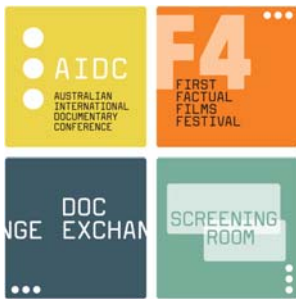 AIDC
AUSTRALIAN
INTERNATIONAL
DOCUMENTARY
CONFERENCE
F4
FIRST
FACTUAL
FILMS
FESTIVAL
DOC
NGE EXCHAN
SCREENING
ROOM